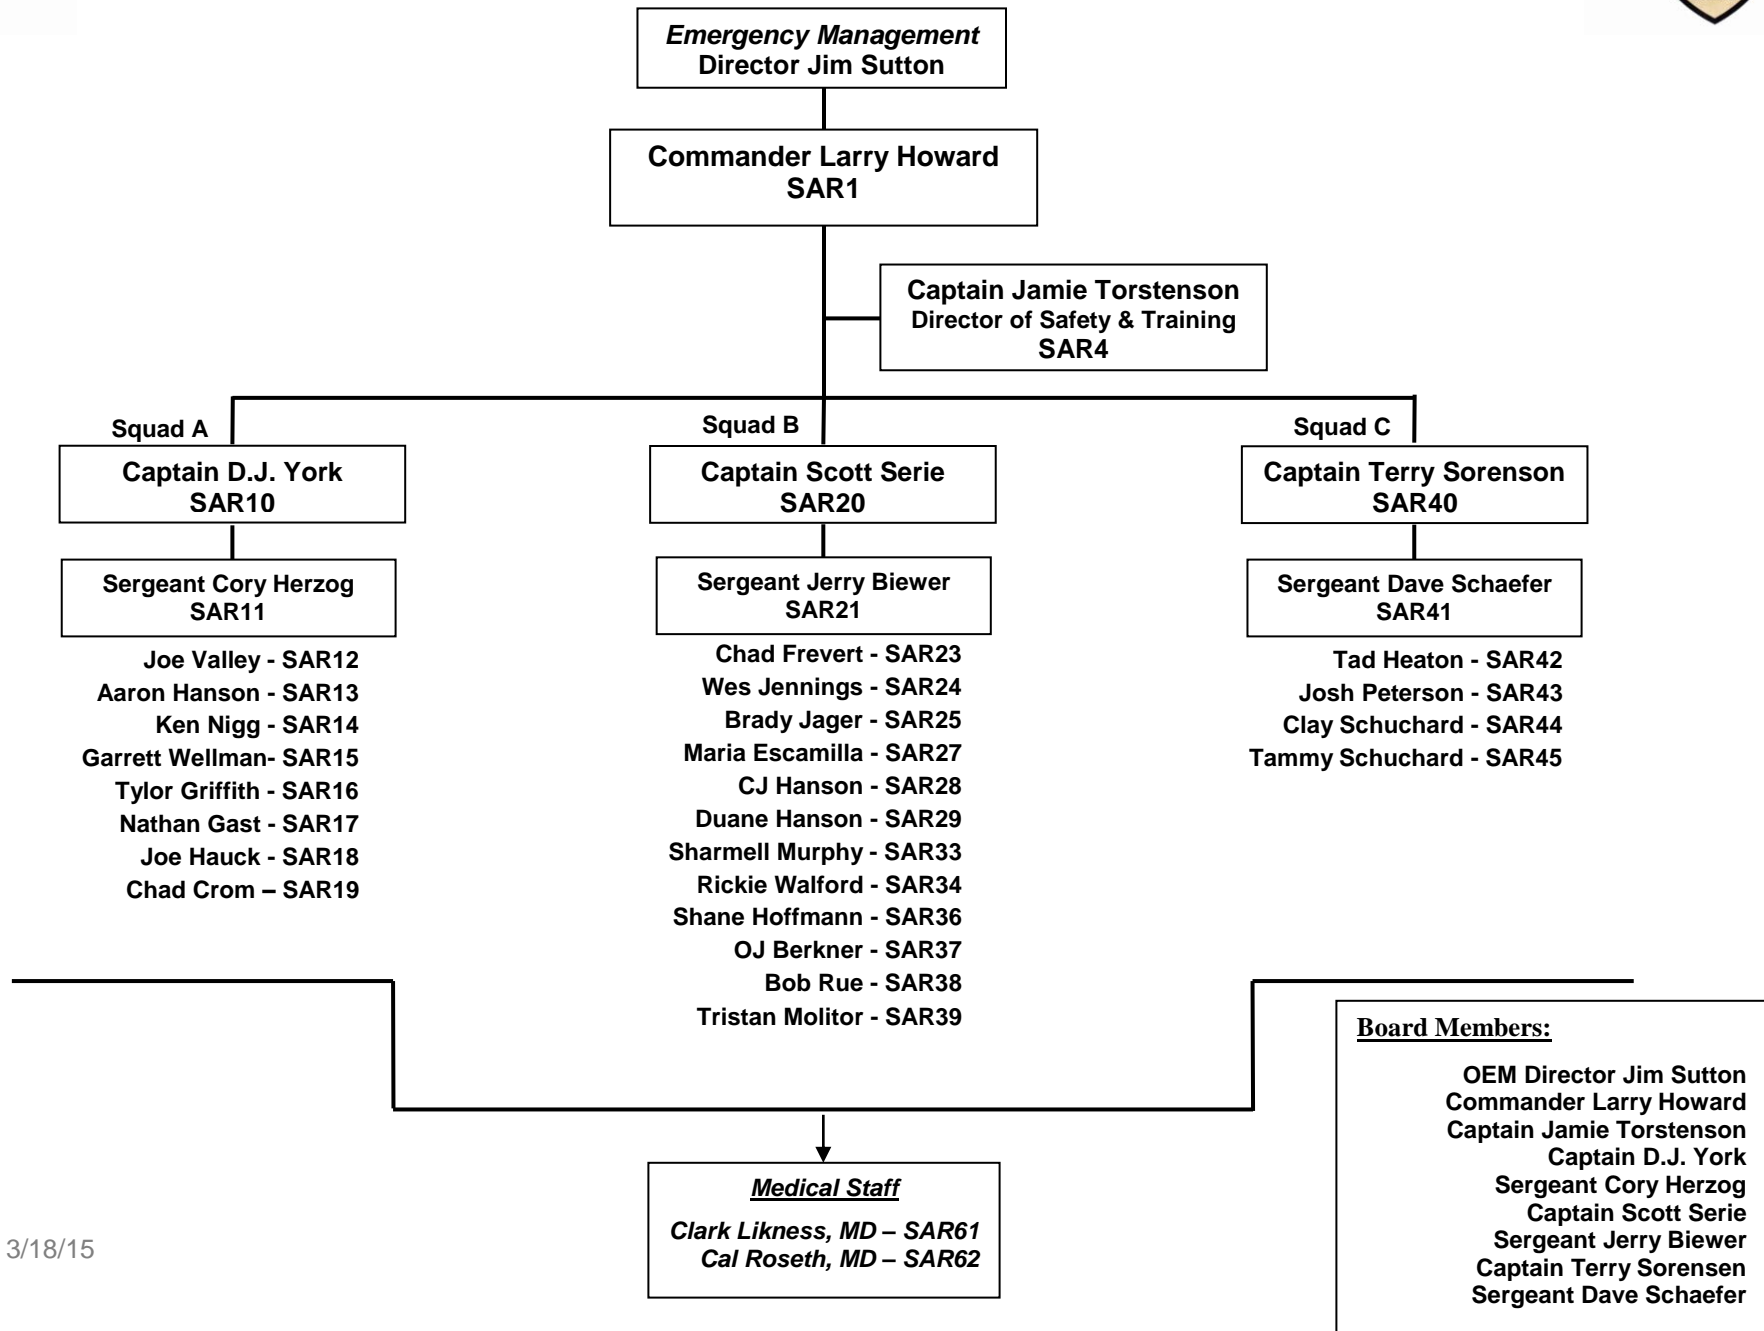 Emergency Management
Director Jim Sutton
Commander Larry Howard
SAR1
Captain Jamie Torstenson
Director of Safety & Training
SAR4
Squad A
Captain D.J. York
SAR10
Sergeant Cory Herzog
SAR11
Joe Valley - SAR12
Aaron Hanson - SAR13
Ken Nigg - SAR14
Garrett Wellman- SAR15
Tylor Griffith - SAR16
Nathan Gast - SAR17
Joe Hauck - SAR18
Chad Crom – SAR19
Squad B
Captain Scott Serie
SAR20
Sergeant Jerry Biewer
SAR21
Chad Frevert - SAR23
Wes Jennings - SAR24
Brady Jager - SAR25
Maria Escamilla - SAR27
CJ Hanson - SAR28
Duane Hanson - SAR29
Sharmell Murphy - SAR33
Rickie Walford - SAR34
Shane Hoffmann - SAR36
OJ Berkner - SAR37
Bob Rue - SAR38
Tristan Molitor - SAR39
Squad C
Captain Terry Sorenson
SAR40
Sergeant Dave Schaefer
SAR41
Tad Heaton - SAR42
Josh Peterson - SAR43
Clay Schuchard - SAR44
Tammy Schuchard - SAR45
Medical Staff
Clark Likness, MD – SAR61
Cal Roseth, MD – SAR62
Board Members:
OEM Director Jim Sutton
Commander Larry Howard
Captain Jamie Torstenson
Captain D.J. York
Sergeant Cory Herzog
Captain Scott Serie
Sergeant Jerry Biewer
Captain Terry Sorensen
Sergeant Dave Schaefer
3/18/15